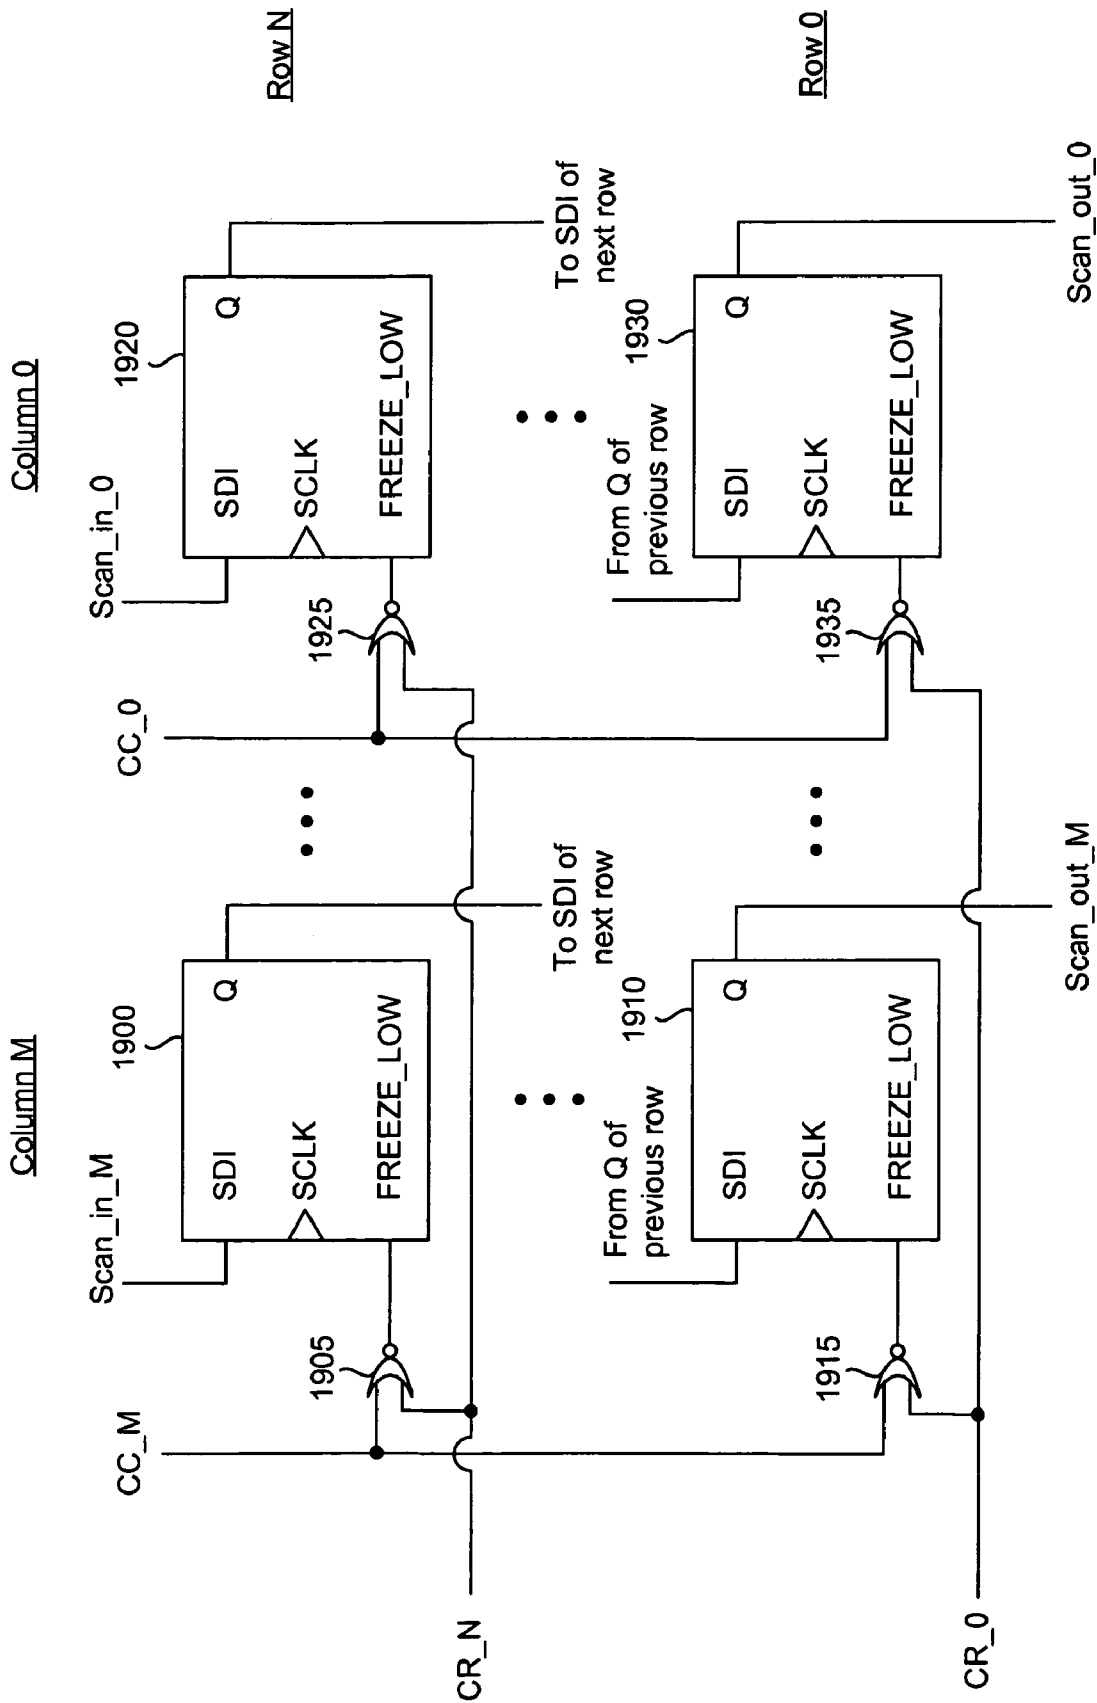 Column M
Column 0
Row N
Row 0
Scan_in_M
Scan_in_0
CC_M
CC_0
1900
1920
SDI
Q
SCLK
FREEZE_LOW
SDI
Q
SCLK
FREEZE_LOW
1905
1925
CR_N
To SDI of
next row
To SDI of
next row
From Q of
previous row
From Q of
previous row
1910
1930
SDI
Q
SCLK
FREEZE_LOW
SDI
Q
SCLK
FREEZE_LOW
1915
1935
CR_0
Scan_out_M
Scan_out_0